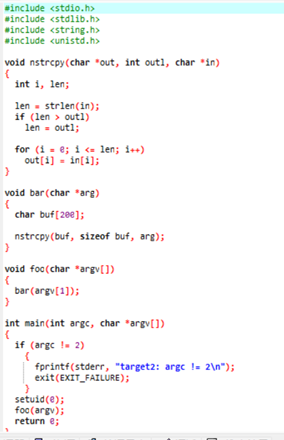 #include <stdio.h>
#include <stdlib.h>
#include <string.h>
#include <unistd.h>

void nstrcpy(char *out, int outl, char *in)
{
  int i, len;

  len = strlen(in);
  if (len > outl)
    len = outl;

  for (i = 0; i <= len; i++)
    out[i] = in[i];
}

void bar(char *arg)
{
  char buf[200];

  nstrcpy(buf, sizeof buf, arg);
}

void foo(char *argv[])
{
  bar(argv[1]);
}

int main(int argc, char *argv[])
{
  if (argc != 2)
    {
      fprintf(stderr, "target2: argc != 2\n");
      exit(EXIT_FAILURE);
    }
  setuid(0);
  foo(argv);
  return 0;